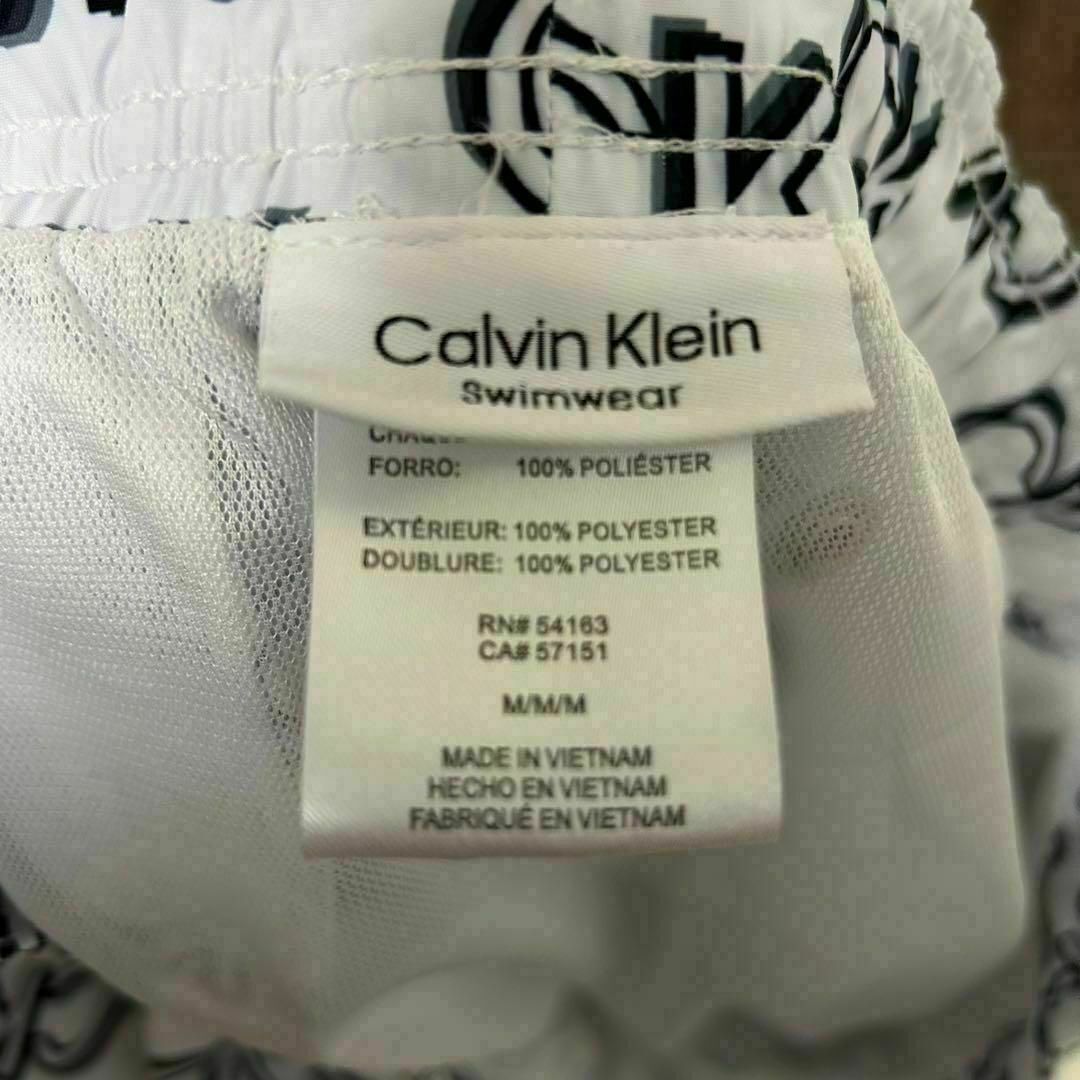 CK
Calvin Klein
Swimwear
FORRO: 100% POLIÉSTER
EXTÉRIEUR: 100% POLYESTER
DOUBLURE: 100% POLYESTER
RN# 54163
CA# 57151
M/M/M
MADE IN VIETNAM
HECHO EN VIETNAM
FABRIQUÉ EN VIETNAM